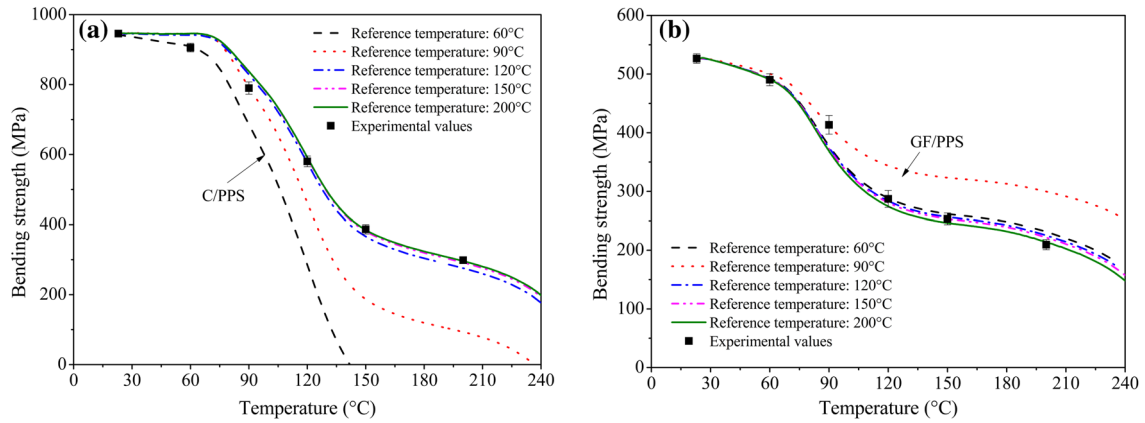 (a)
Reference temperature: 60°C
Reference temperature: 90°C
Reference temperature: 120°C
Reference temperature: 150°C
Reference temperature: 200°C
Experimental values
C/PPS
1000
800
600
400
200
0
0 30 60 90 120 150 180 210 240
Bending strength (MPa)
Temperature (°C)
(b)
GF/PPS
Reference temperature: 60°C
Reference temperature: 90°C
Reference temperature: 120°C
Reference temperature: 150°C
Reference temperature: 200°C
Experimental values
600
500
400
300
200
100
0
0 30 60 90 120 150 180 210 240
Bending strength (MPa)
Temperature (°C)